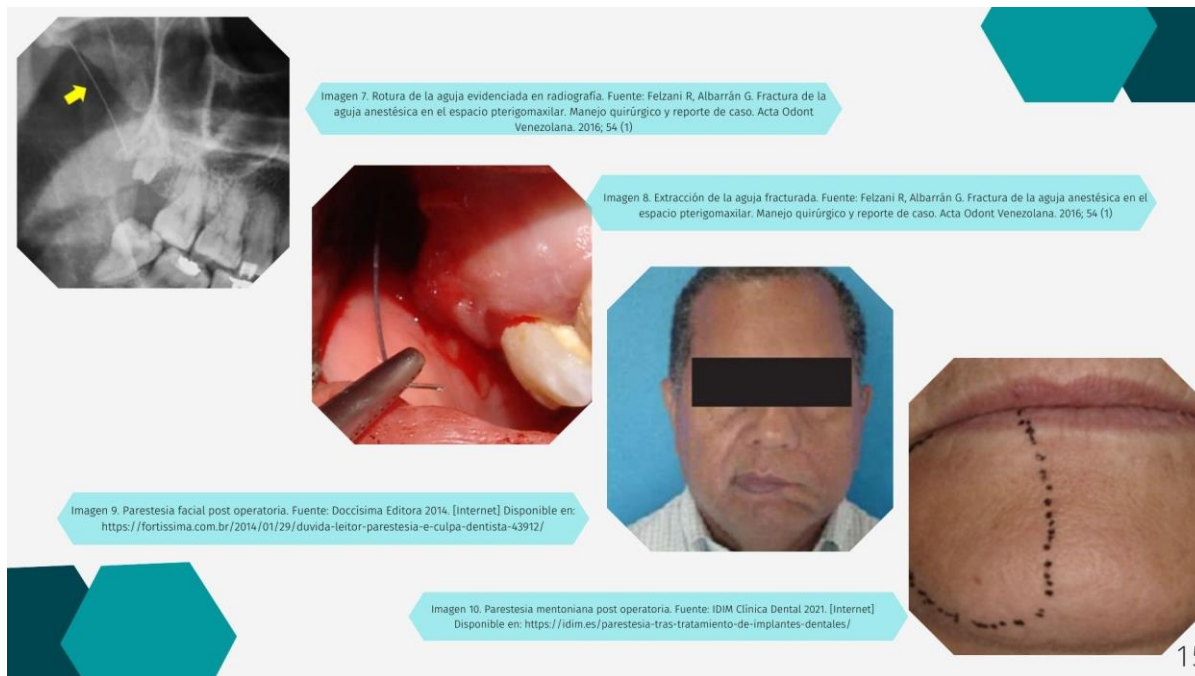 Imagen 7. Rotura de la aguja evidenciada en radiografía. Fuente: Felzani R, Albarrán G. Fractura de la
aguja anestésica en el espacio pterigomaxilar. Manejo quirúrgico y reporte de caso. Acta Odont
Venezolana. 2016; 54 (1)
Imagen 8. Extracción de la aguja fracturada. Fuente: Felzani R, Albarrán G. Fractura de la aguja anestésica en el
espacio pterigomaxilar. Manejo quirúrgico y reporte de caso. Acta Odont Venezolana. 2016; 54 (1)
Imagen 9. Parestesia facial post operatoria. Fuente: Doccísima Editora 2014. [Internet] Disponible en:
https://fortissima.com.br/2014/01/29/duvida-leitor-parestesia-e-culpa-dentista-43912/
Imagen 10. Parestesia mentoniana post operatoria. Fuente: IDIM Clínica Dental 2021. [Internet]
Disponible en: https://idim.es/parestesia-tras-tratamiento-de-implantes-dentales/
15